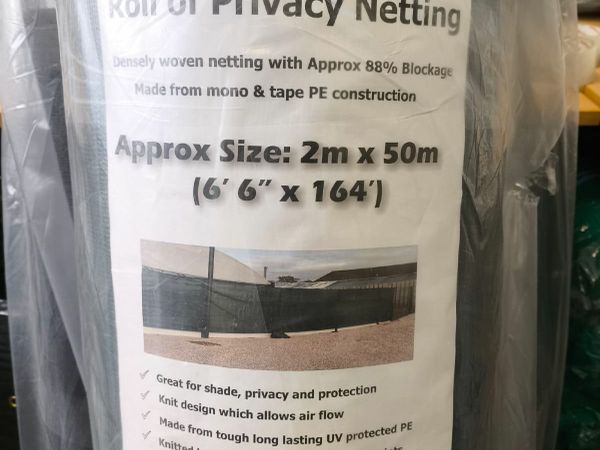 Roll of Privacy Netting
Densely woven netting with Approx 88% Blockage
Made from mono & tape PE construction
Approx Size: 2m x 50m
(6' 6" x 164')
Great for shade, privacy and protection
Knit design which allows air flow
Made from tough long lasting UV protected PE
Knitted